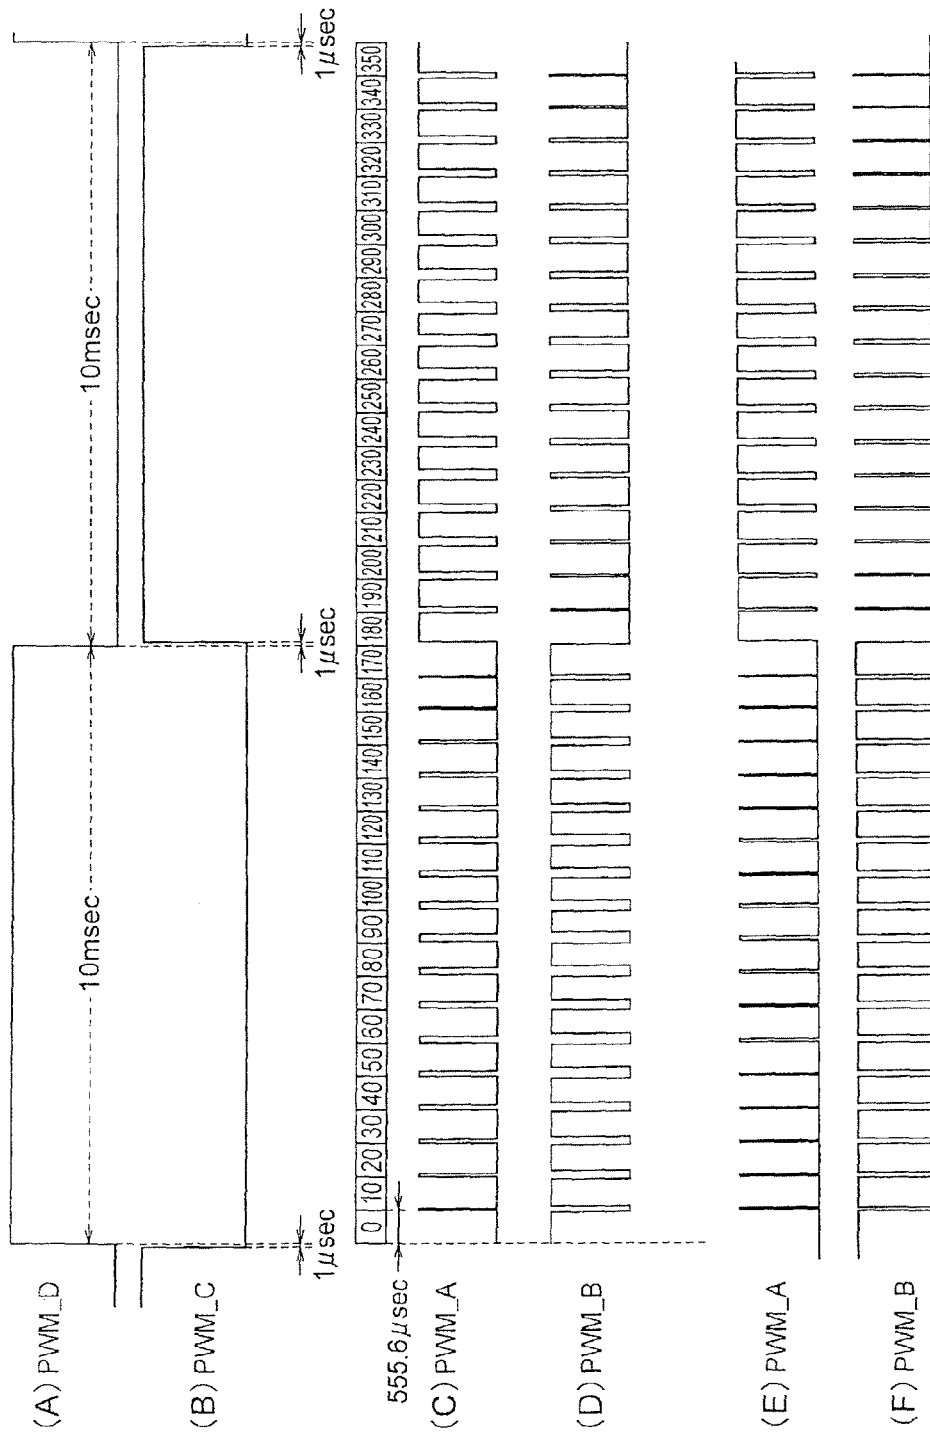 (A) PWM_D
10msec
10msec
(B) PWM_C
1μsec
1μsec
1μsec
0 10 20 30 40 50 60 70 80 90 100 110 120 130 140 150 160 170 180 190 200 210 220 230 240 250 260 270 280 290 300 310 320 330 340 350
555.6μsec
(C) PWM_A
(D) PWM_B
(E) PWM_A
(F) PWM_B